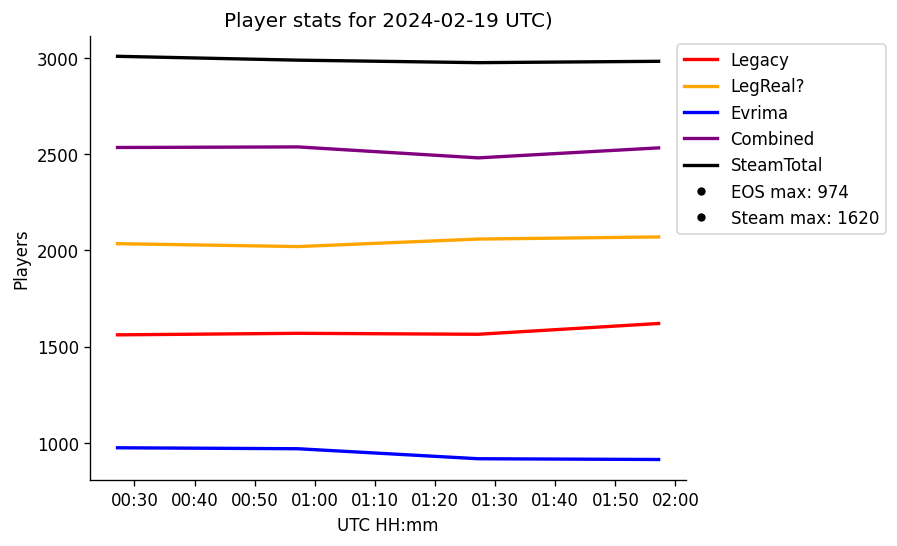 Player stats for 2024-02-19 UTC)
3000
2500
2000
1500
1000
Players
00:30 00:40 00:50 01:00 01:10 01:20 01:30 01:40 01:50 02:00
UTC HH:mm
Legacy
LegReal?
Evrima
Combined
SteamTotal
EOS max: 974
Steam max: 1620